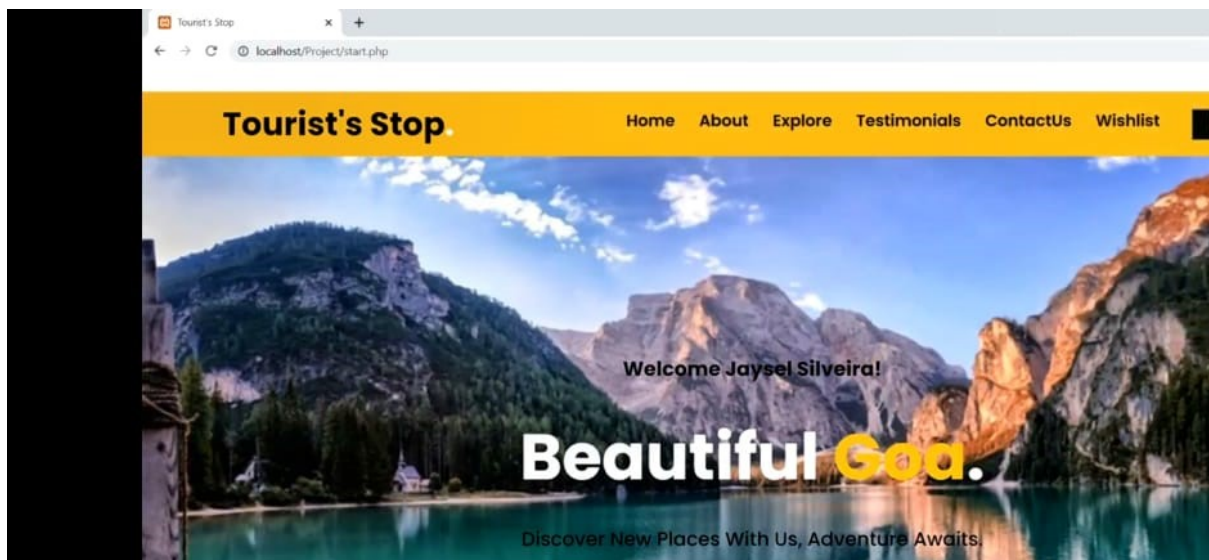 Tourist's Stop
localhost/Project/start.php
Tourist's Stop.
Home About Explore Testimonials ContactUs Wishlist
Welcome Jaysel Silveira!
Beautiful Goa.
Discover New Places With Us, Adventure Awaits.